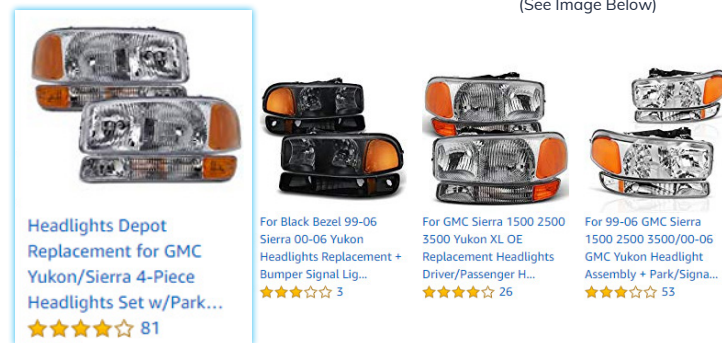 (See Image Below)
Headlights Depot
Replacement for GMC
Yukon/Sierra 4-Piece
Headlights Set w/Park...
81
For Black Bezel 99-06
Sierra 00-06 Yukon
Headlights Replacement +
Bumper Signal Lig...
3
For GMC Sierra 1500 2500
3500 Yukon XL OE
Replacement Headlights
Driver/Passenger H...
26
For 99-06 GMC Sierra
1500 2500 3500/00-06
GMC Yukon Headlight
Assembly + Park/Signa...
53